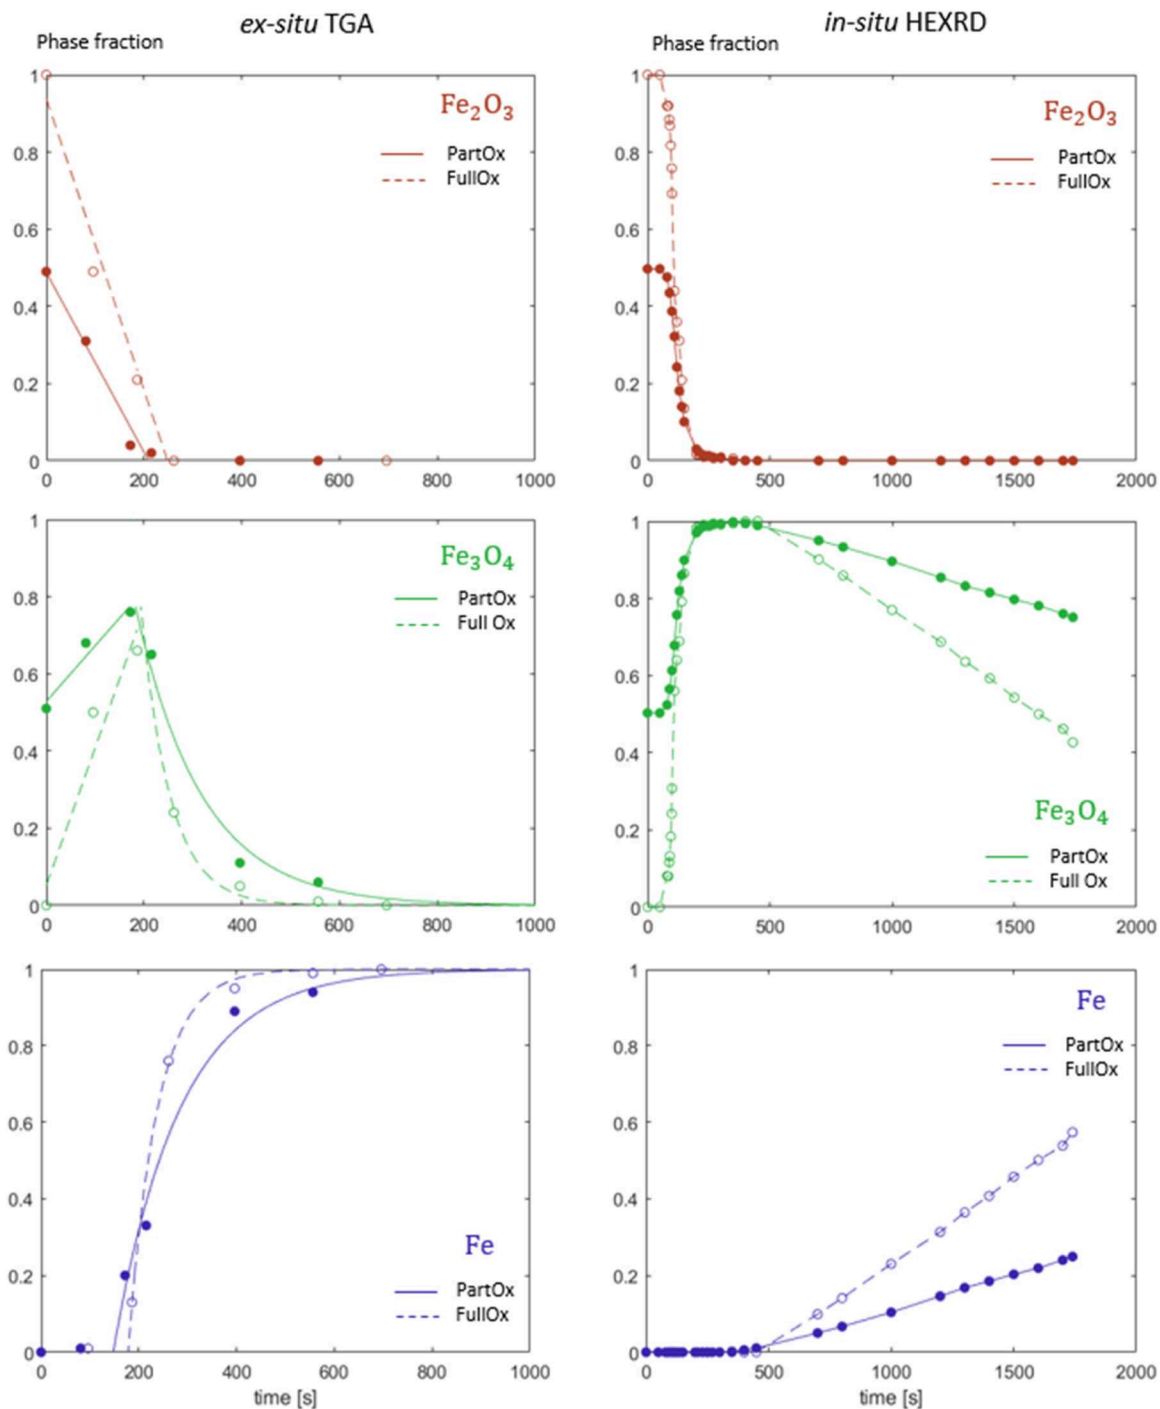 ex-situ TGA
Phase fraction
1
0.8
0.6
0.4
0.2
0
Fe₂O₃
PartOx
FullOx
0 200 400 600 800 1000
in-situ HEXRD
Phase fraction
1
0.8
0.6
0.4
0.2
0
Fe₂O₃
PartOx
FullOx
0 500 1000 1500 2000
1
0.8
0.6
0.4
0.2
0
Fe₃O₄
PartOx
Full Ox
0 200 400 600 800 1000
1
0.8
0.6
0.4
0.2
0
Fe₃O₄
PartOx
Full Ox
0 500 1000 1500 2000
1
0.8
0.6
0.4
0.2
0
Fe
PartOx
FullOx
0 200 400 600 800 1000
time [s]
1
0.8
0.6
0.4
0.2
0
Fe
PartOx
FullOx
0 500 1000 1500 2000
time [s]